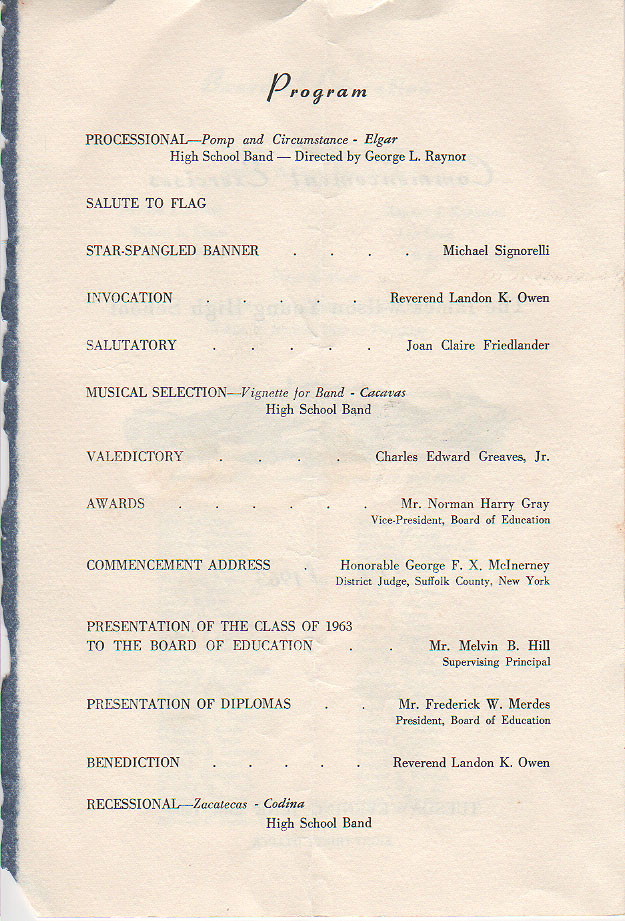 Program
PROCESSIONAL—Pomp and Circumstance - Elgar
High School Band — Directed by George L. Raynor
SALUTE TO FLAG
STAR-SPANGLED BANNER . . . . Michael Signorelli
INVOCATION . . . . Reverend Landon K. Owen
SALUTATORY . . . . . Joan Claire Friedlander
MUSICAL SELECTION—Vignette for Band - Cacavas
High School Band
VALEDICTORY . . . . Charles Edward Greaves, Jr.
AWARDS . . . . . . Mr. Norman Harry Gray
Vice-President, Board of Education
COMMENCEMENT ADDRESS . Honorable George F. X. McInerney
District Judge, Suffolk County, New York
PRESENTATION OF THE CLASS OF 1963
TO THE BOARD OF EDUCATION . . Mr. Melvin B. Hill
Supervising Principal
PRESENTATION OF DIPLOMAS . . Mr. Frederick W. Merdes
President, Board of Education
BENEDICTION . . . . . Reverend Landon K. Owen
RECESSIONAL—Zacatecas - Codina
High School Band